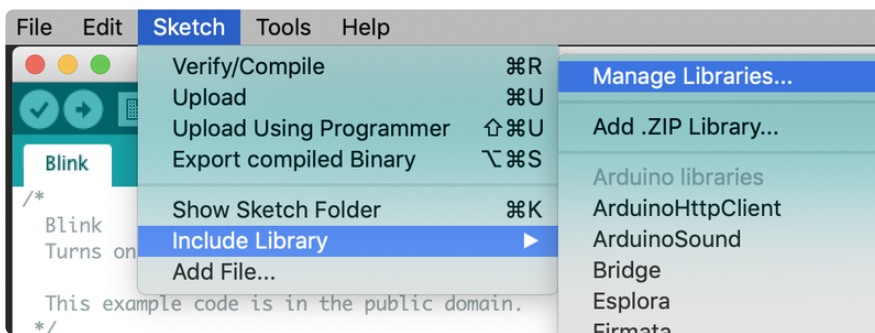 File Edit Sketch Tools Help
Verify/Compile ⌘R
Upload ⌘U
Upload Using Programmer ⇧⌘U
Export compiled Binary ⌥⌘S
Show Sketch Folder ⌘K
Include Library ▶
Add File...
Manage Libraries...
Add .ZIP Library...
Arduino libraries
ArduinoHttpClient
ArduinoSound
Bridge
Esplora
Firmata
Blink
/*
Blink
Turns on
This example code is in the public domain.
*/